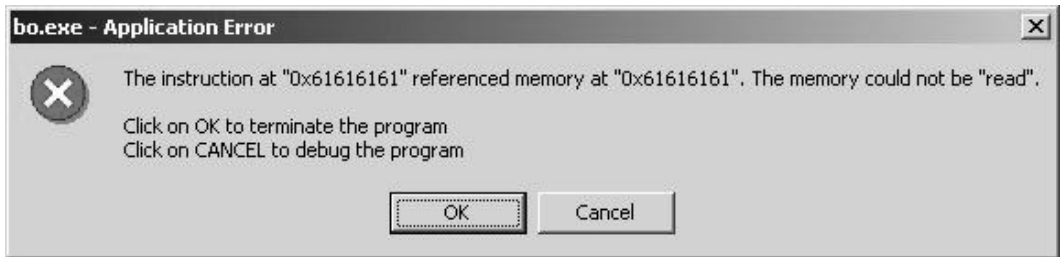 bo.exe - Application Error
The instruction at "0x61616161" referenced memory at "0x61616161". The memory could not be "read".
Click on OK to terminate the program
Click on CANCEL to debug the program
OK Cancel